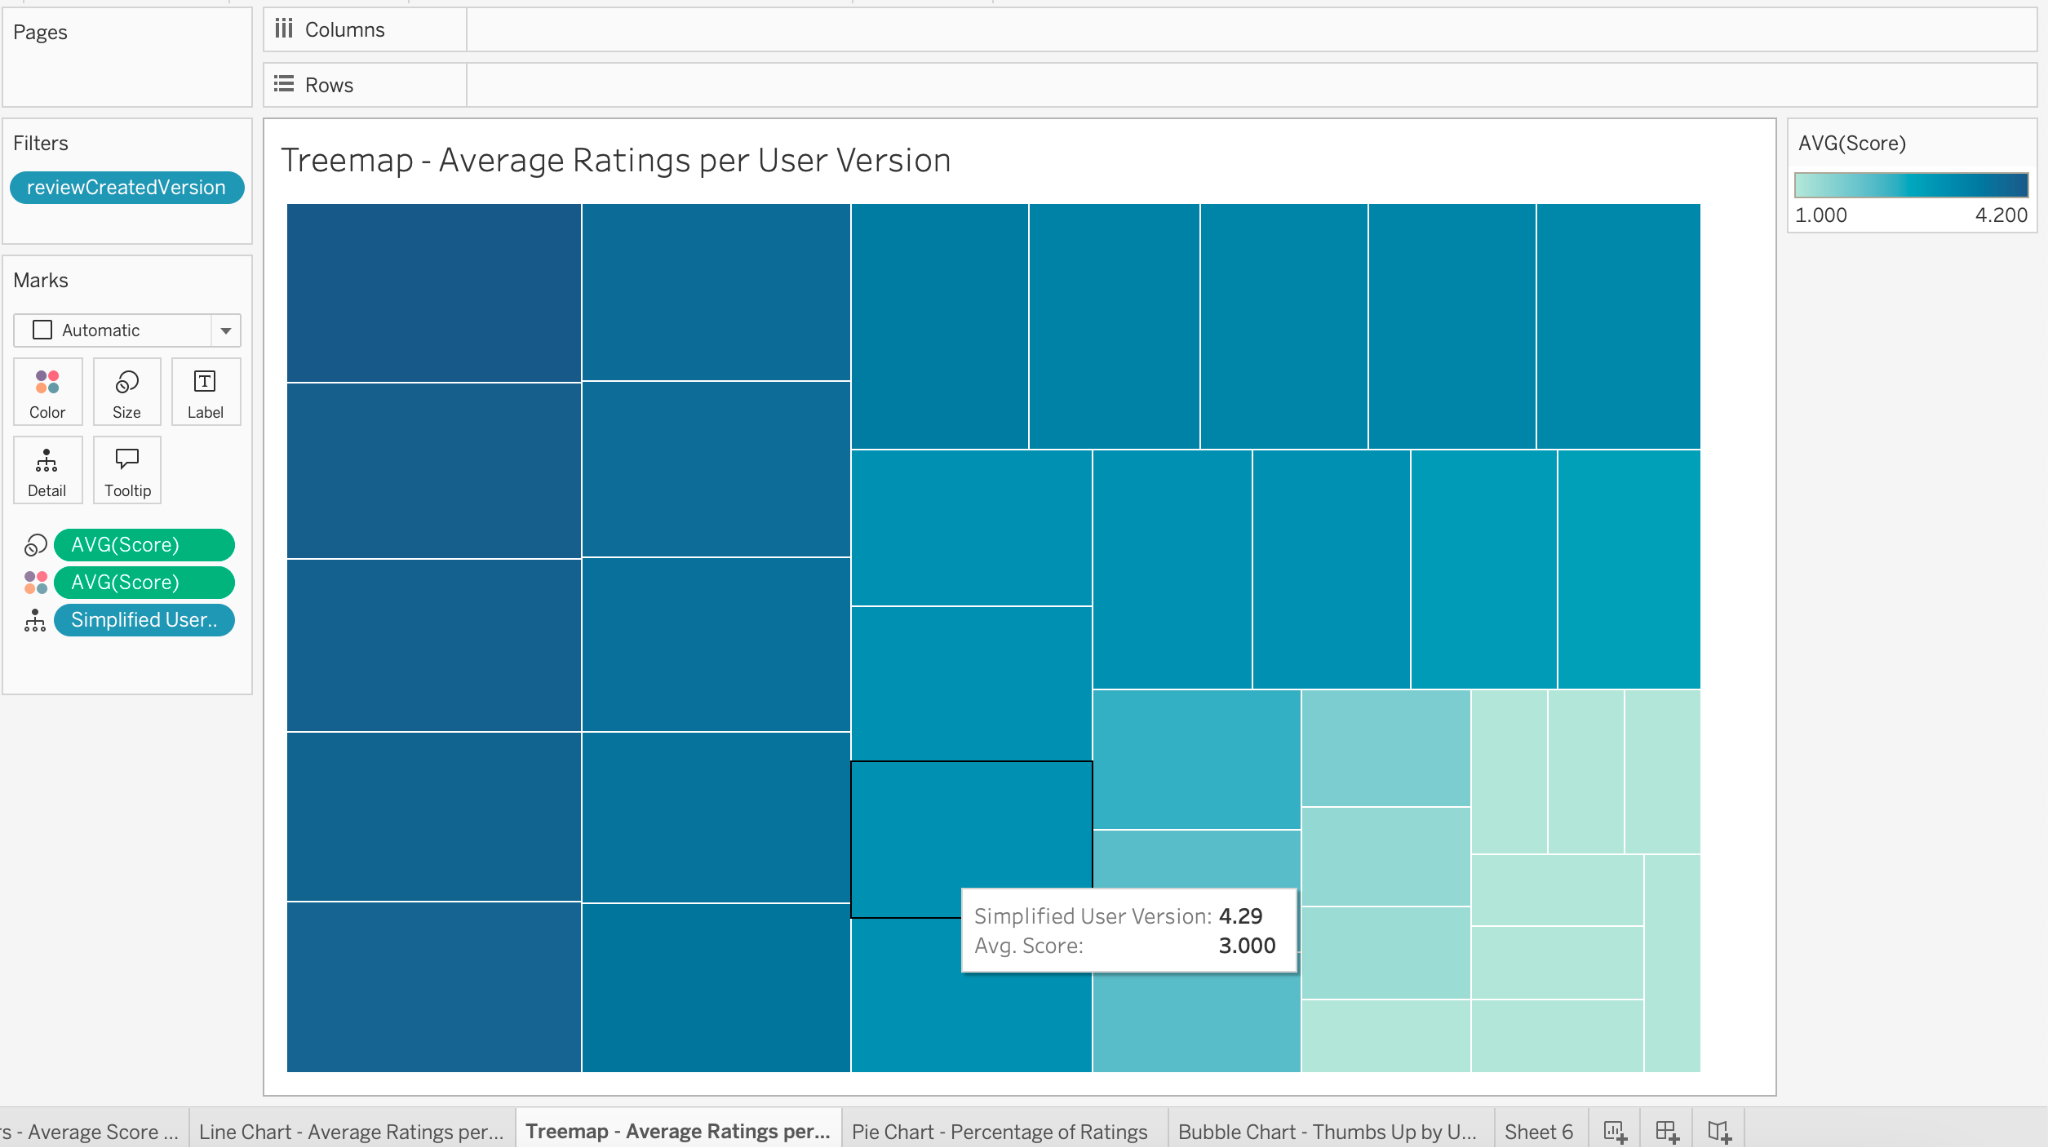 Pages
Columns
Rows
Filters
reviewCreatedVersion
Marks
Automatic
Color
Size
Label
Detail
Tooltip
AVG(Score)
AVG(Score)
Simplified User..
Treemap - Average Ratings per User Version
Simplified User Version: 4.29
Avg. Score: 3.000
AVG(Score)
1.000 4.200
rs - Average Score ...
Line Chart - Average Ratings per...
Treemap - Average Ratings per...
Pie Chart - Percentage of Ratings
Bubble Chart - Thumbs Up by U...
Sheet 6